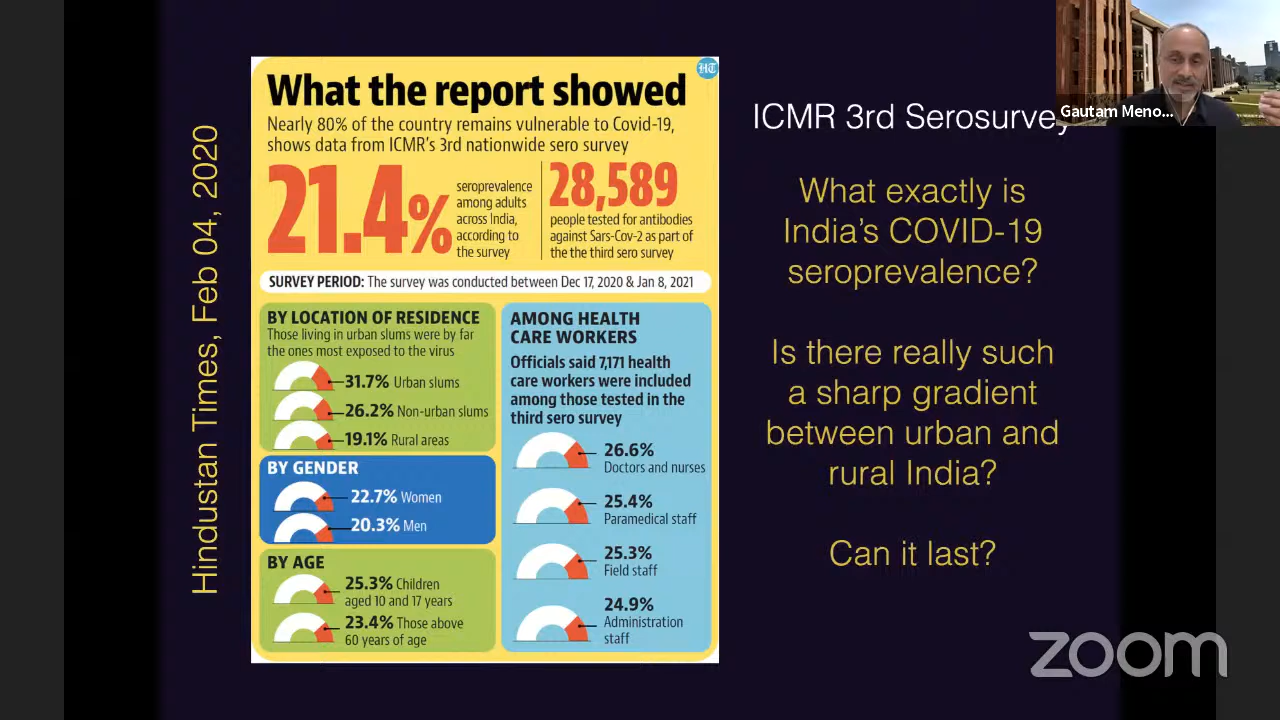 Hindustan Times, Feb 04, 2020
HT
What the report showed
Nearly 80% of the country remains vulnerable to Covid-19,
shows data from ICMR's 3rd nationwide sero survey
21.4%
seroprevalence
among adults
across India,
according to
the survey
28,589
people tested for antibodies
against Sars-Cov-2 as part of
the the third sero survey
SURVEY PERIOD: The survey was conducted between Dec 17, 2020 & Jan 8, 2021
BY LOCATION OF RESIDENCE
Those living in urban slums were by far
the ones most exposed to the virus
31.7% Urban slums
26.2% Non-urban slums
19.1% Rural areas
BY GENDER
22.7% Women
20.3% Men
BY AGE
25.3% Children
aged 10 and 17 years
23.4% Those above
60 years of age
AMONG HEALTH
CARE WORKERS
Officials said 7,171 health
care workers were included
among those tested in the
third sero survey
26.6%
Doctors and nurses
25.4%
Paramedical staff
25.3%
Field staff
24.9%
Administration
staff
Gautam Meno...
ICMR 3rd Serosurvey
What exactly is
India's COVID-19
seroprevalence?
Is there really such
a sharp gradient
between urban and
rural India?
Can it last?
zoom